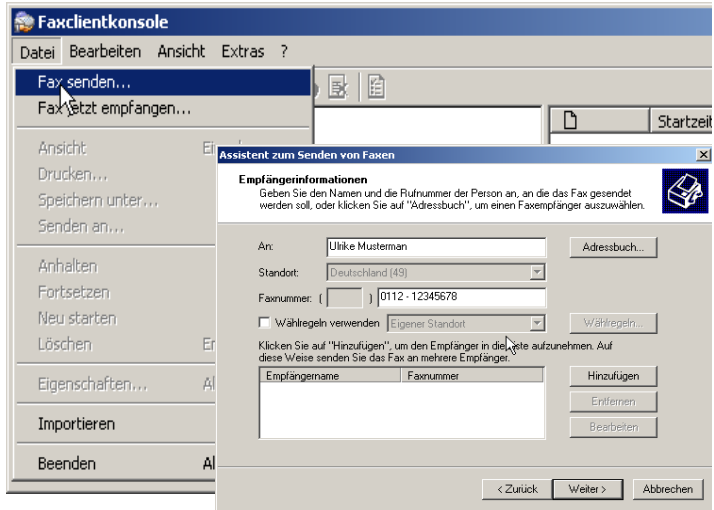 Faxclientkonsole
Datei Bearbeiten Ansicht Extras ?
Fax senden...
Fax jetzt empfangen...
Startzeit
Ansicht
Drucken...
Speichern unter...
Senden an...
Anhalten
Fortsetzen
Neu starten
Löschen
Eigenschaften...
Importieren
Beenden
Assistent zum Senden von Faxen
Empfängerinformationen
Geben Sie den Namen und die Rufnummer der Person an, an die das Fax gesendet
werden soll, oder klicken Sie auf "Adressbuch", um einen Faxempfänger auszuwählen.
An: Ulrike Musterman Adressbuch...
Standort: Deutschland (49)
Faxnummer: ( ) 0112 - 12345678
Wählregeln verwenden Eigener Standort Wählregeln...
Klicken Sie auf "Hinzufügen", um den Empfänger in die Liste aufzunehmen. Auf
diese Weise senden Sie das Fax an mehrere Empfänger.
Empfängername Faxnummer Hinzufügen
Entfernen
Bearbeiten
< Zurück Weiter > Abbrechen